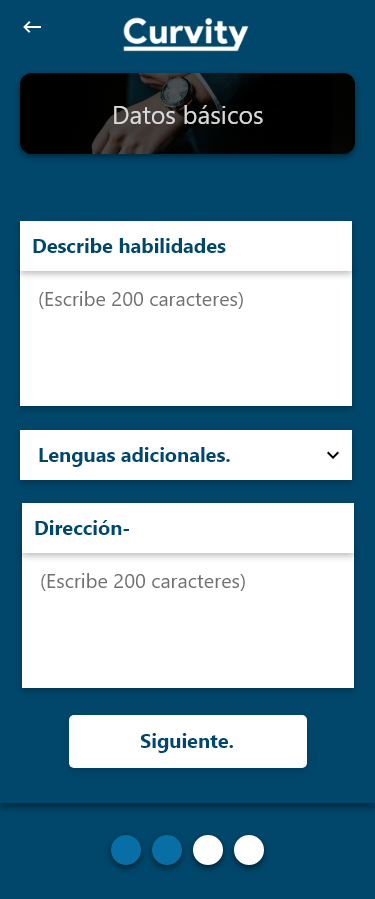 Curvity
Datos básicos
Describe habilidades
(Escribe 200 caracteres)
Lenguas adicionales.
Dirección-
(Escribe 200 caracteres)
Siguiente.